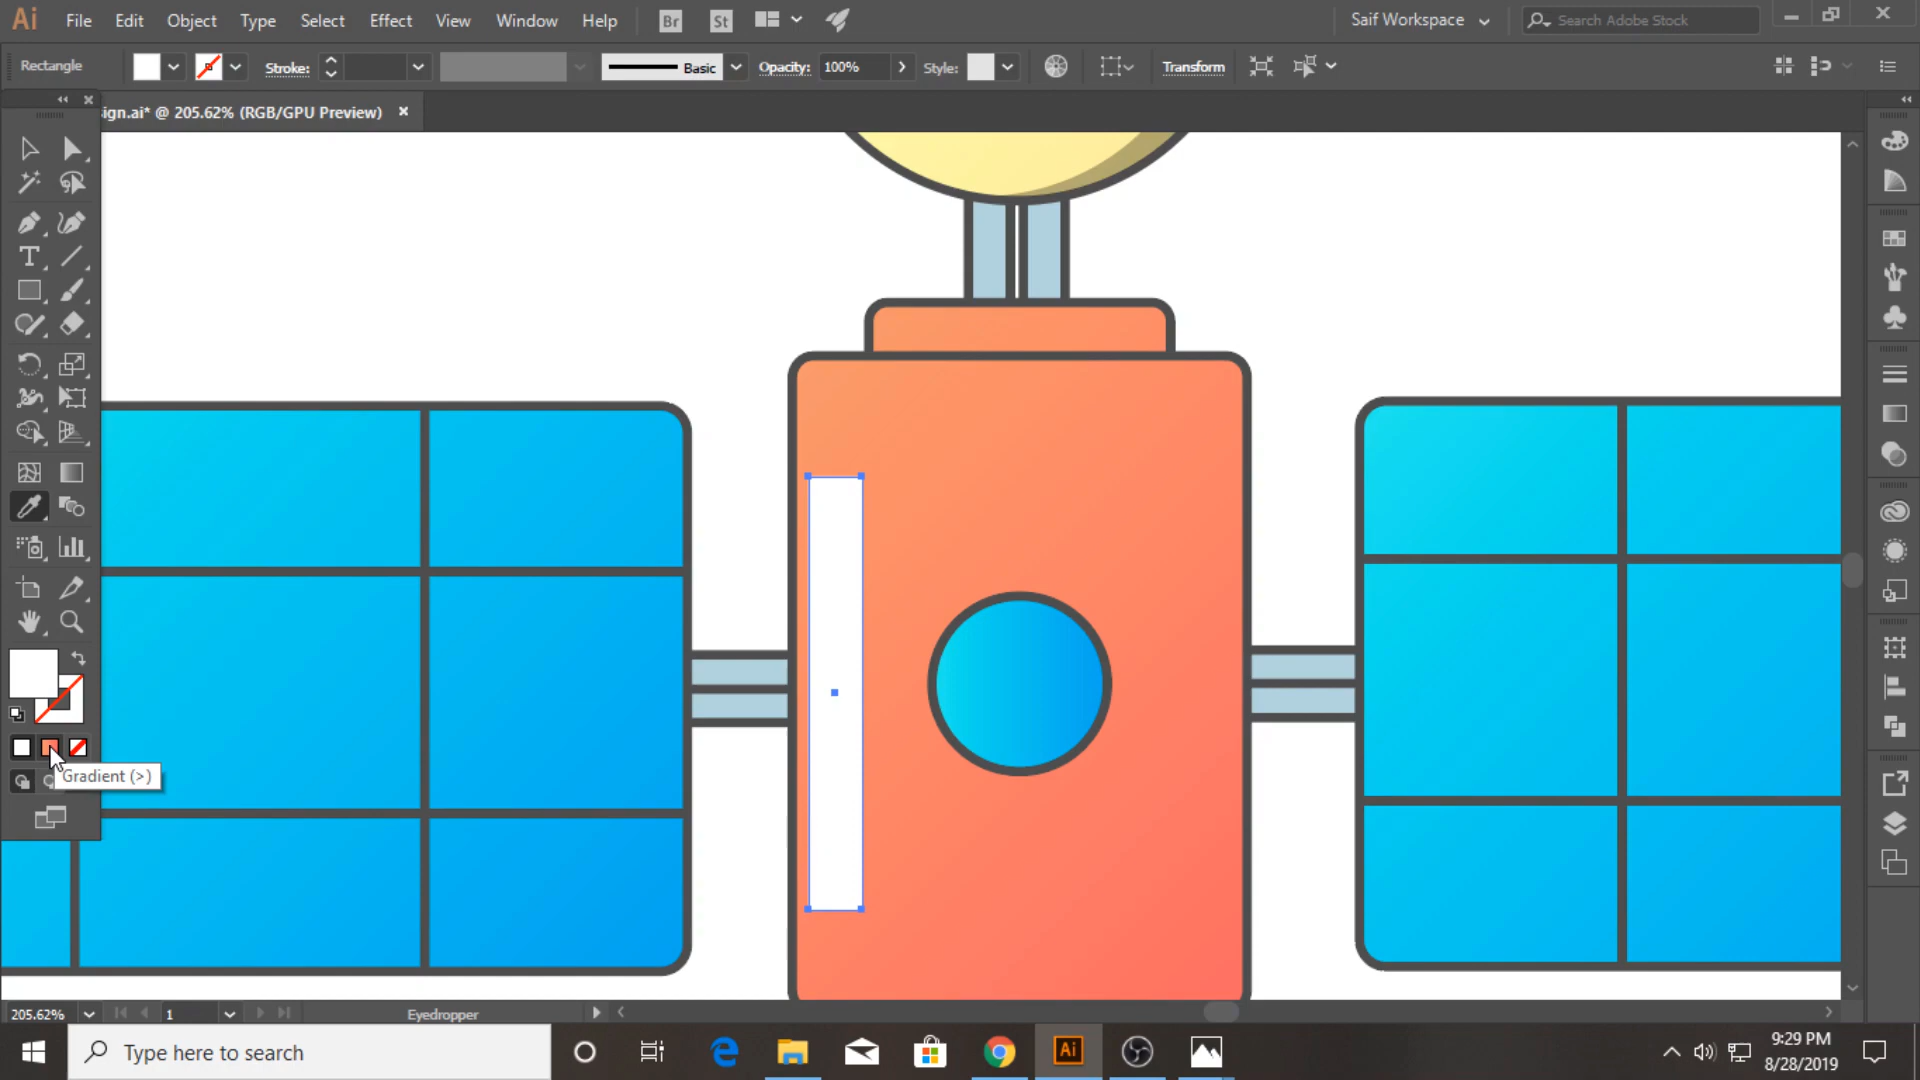 Ai File Edit Object Type Select Effect View Window Help Br St Saif Workspace Search Adobe Stock
Rectangle Stroke: Basic Opacity: 100% Style: Transform
ign.ai* @ 205.62% (RGB/GPU Preview)
T
Gradient (>)
205.62% 1 Eyedropper
Type here to search Ai 9:29 PM
8/28/2019